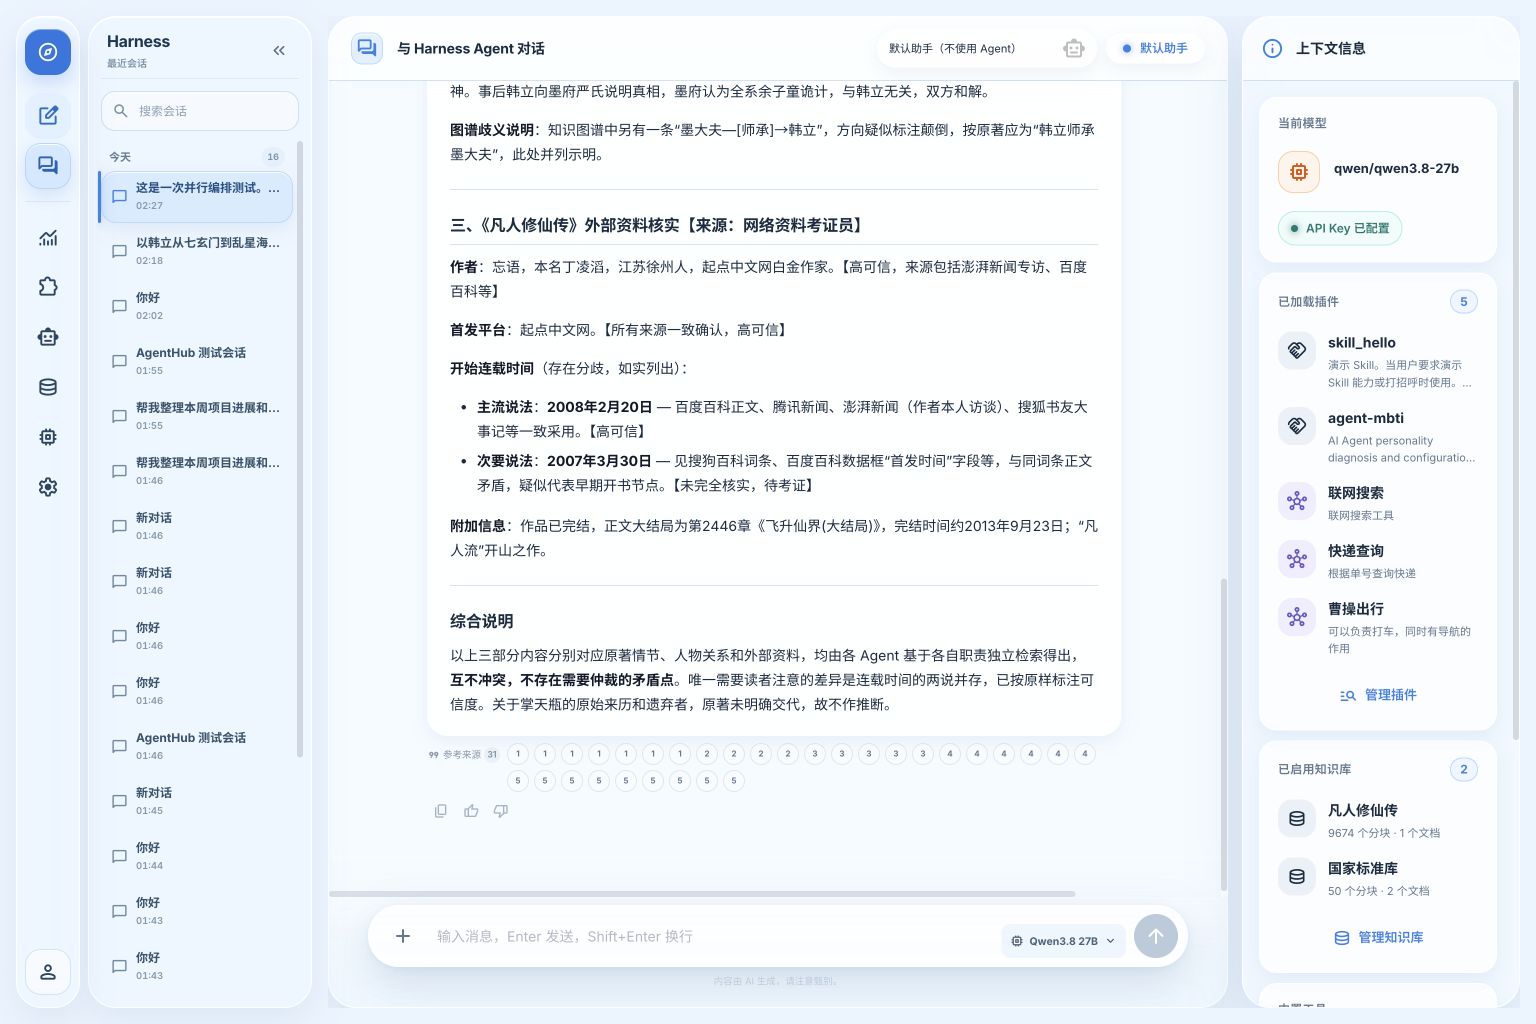 Harness
最近会话
搜索会话
今天
16
这是一次并行编排测试。...
02:27
以韩立从七玄门到乱星海...
02:18
你好
02:02
AgentHub 测试会话
01:55
帮我整理本周项目进展和...
01:55
帮我整理本周项目进展和...
01:46
新对话
01:46
新对话
01:46
你好
01:46
你好
01:46
AgentHub 测试会话
01:46
新对话
01:45
你好
01:44
你好
01:43
你好
01:43
与 Harness Agent 对话
默认助手（不使用 Agent）
默认助手
神。事后韩立向墨府严氏说明真相，墨府认为全系余子童诡计，与韩立无关，双方和解。
图谱歧义说明：知识图谱中另有一条“墨大夫—[师承]→韩立”，方向疑似标注颠倒，按原著应为“韩立师承
墨大夫”，此处并列示明。
三、《凡人修仙传》外部资料核实【来源：网络资料考证员】
作者：忘语，本名丁凌滔，江苏徐州人，起点中文网白金作家。【高可信，来源包括澎湃新闻专访、百度
百科等】
首发平台：起点中文网。【所有来源一致确认，高可信】
开始连载时间（存在分歧，如实列出）：
• 主流说法：2008年2月20日 — 百度百科正文、腾讯新闻、澎湃新闻（作者本人访谈）、搜狐书友大
事记等一致采用。【高可信】
• 次要说法：2007年3月30日 — 见搜狗百科词条、百度百科数据框“首发时间”字段等，与同词条正文
矛盾，疑似代表早期开书节点。【未完全核实，待考证】
附加信息：作品已完结，正文大结局为第2446章《飞升仙界(大结局)》，完结时间约2013年9月23日；“凡
人流”开山之作。
综合说明
以上三部分内容分别对应原著情节、人物关系和外部资料，均由各 Agent 基于各自职责独立检索得出，
互不冲突，不存在需要仲裁的矛盾点。唯一需要读者注意的差异是连载时间的两说并存，已按原样标注可
信度。关于掌天瓶的原始来历和遗弃者，原著未明确交代，故不作推断。
参考来源 31 1 1 1 1 1 1 1 2 2 2 2 3 3 3 3 3 4 4 4 4 4 4
5 5 5 5 5 5 5 5 5
输入消息，Enter 发送，Shift+Enter 换行
Qwen3.8 27B
内容由 AI 生成，请注意甄别。
上下文信息
当前模型
qwen/qwen3.8-27b
API Key 已配置
已加载插件
5
skill_hello
演示 Skill。当用户要求演示
Skill 能力或打招呼时使用。...
agent-mbti
AI Agent personality
diagnosis and configuratio...
联网搜索
联网搜索工具
快递查询
根据单号查询快递
曹操出行
可以负责打车，同时有导航的
作用
管理插件
已启用知识库
2
凡人修仙传
9674 个分块 · 1 个文档
国家标准库
50 个分块 · 2 个文档
管理知识库